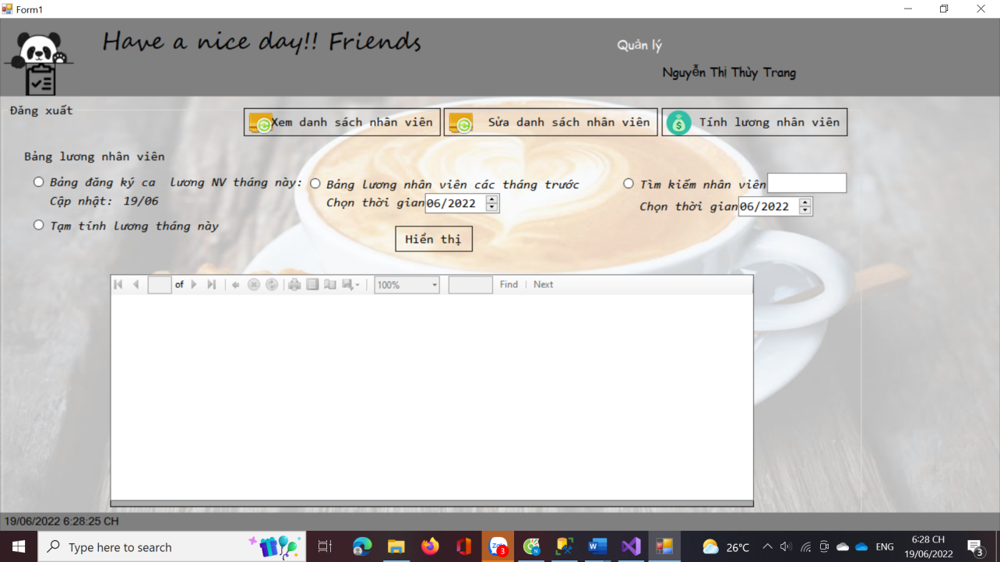 Form1
Have a nice day!! Friends
Quản lý
Nguyễn Thị Thùy Trang
Đăng xuất
Xem danh sách nhân viên
Sửa danh sách nhân viên
Tính lương nhân viên
Bảng lương nhân viên
Bảng đăng ký ca lương NV tháng này:
Cập nhật: 19/06
Tạm tính lương tháng này
Bảng lương nhân viên các tháng trước
Chọn thời gian 06/2022
Tìm kiếm nhân viên
Chọn thời gian 06/2022
Hiển thị
of 100% Find | Next
19/06/2022 6:28:25 CH
Type here to search
26°C
ENG
6:28 CH
19/06/2022
3
3